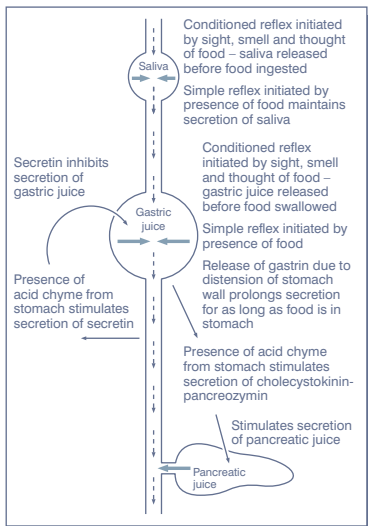 Conditioned reflex initiated
by sight, smell and thought
of food – saliva released
before food ingested
Saliva
Simple reflex initiated by
presence of food maintains
secretion of saliva
Conditioned reflex
initiated by sight, smell
and thought of food –
gastric juice released
before food swallowed
Secretin inhibits
secretion of
gastric juice
Gastric
juice
Simple reflex initiated by
presence of food
Release of gastrin due to
distension of stomach
wall prolongs secretion
for as long as food is in
stomach
Presence of
acid chyme from
stomach stimulates
secretion of secretin
Presence of acid chyme
from stomach stimulates
secretion of cholecystokinin-
pancreozymin
Stimulates secretion
of pancreatic juice
Pancreatic
juice